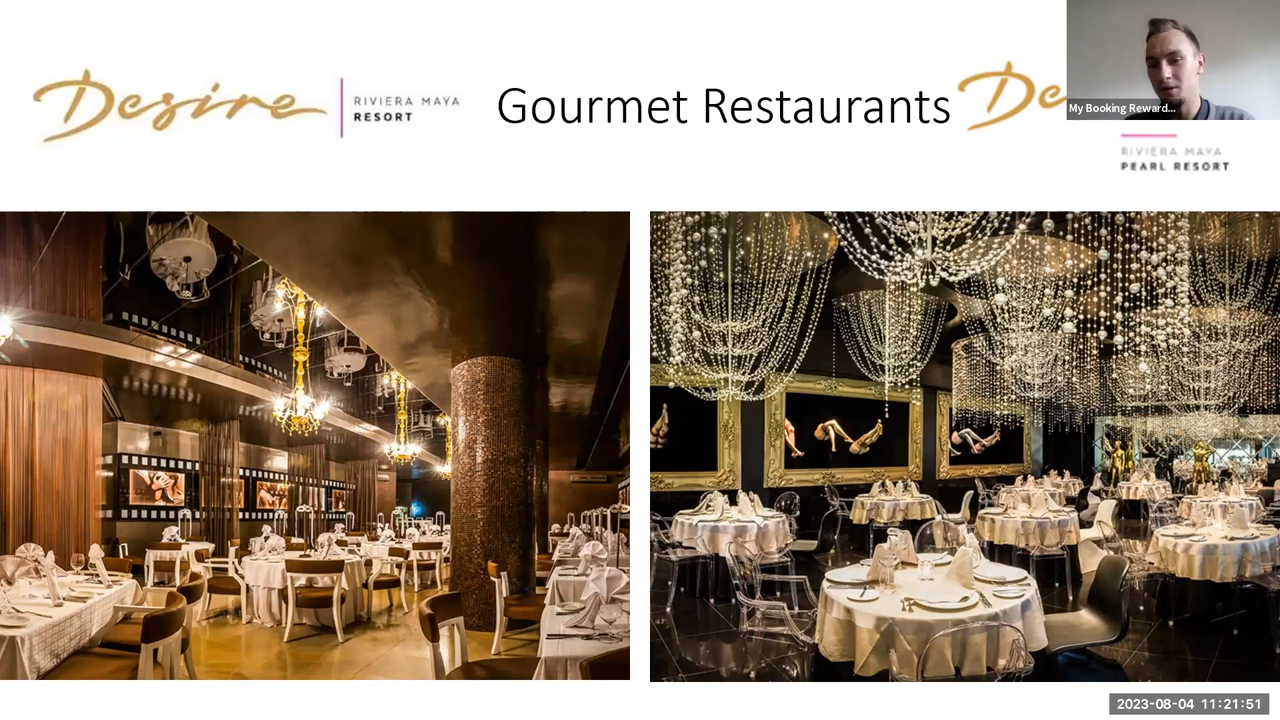 Desire
RIVIERA MAYA
RESORT
Gourmet Restaurants
De
My Booking Reward...
RIVIERA MAYA
PEARL RESORT
2023-08-04 11:21:51